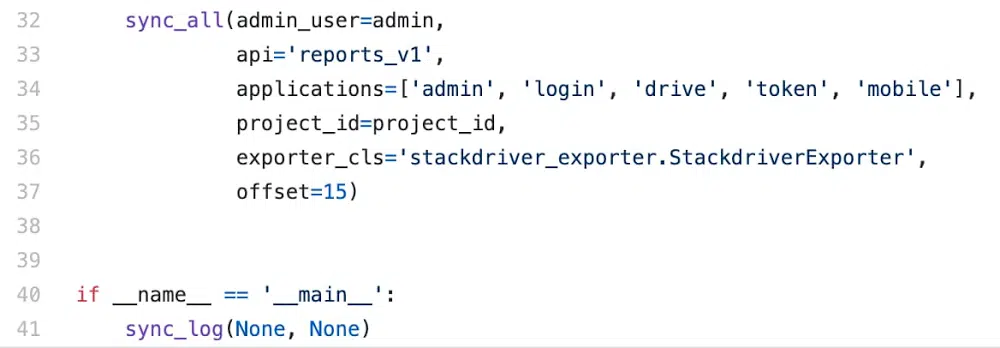 32 sync_all(admin_user=admin,
33 api='reports_v1',
34 applications=['admin', 'login', 'drive', 'token', 'mobile'],
35 project_id=project_id,
36 exporter_cls='stackdriver_exporter.StackdriverExporter',
37 offset=15)
38
39
40 if __name__ == '__main__':
41 sync_log(None, None)